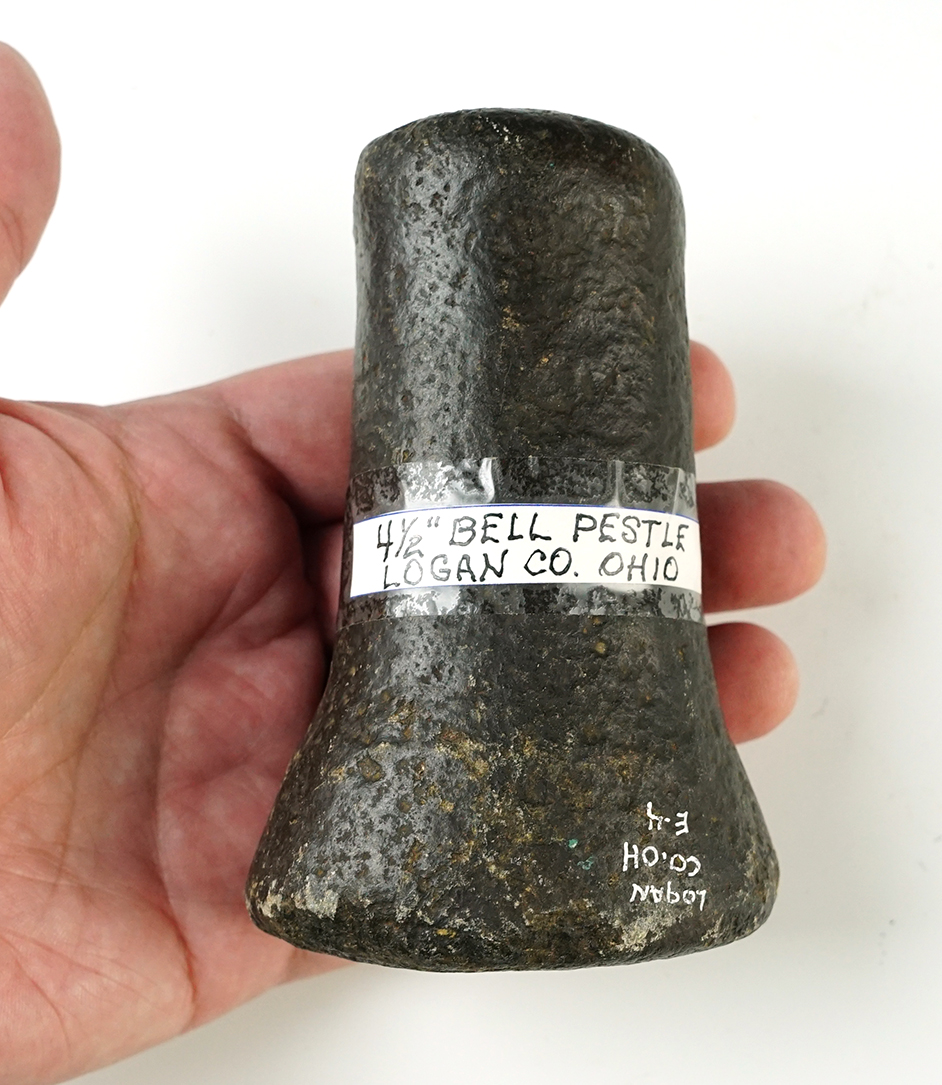 4½" BELL PESTLE
LOGAN CO. OHIO
LOGAN
CO. OH
E-4